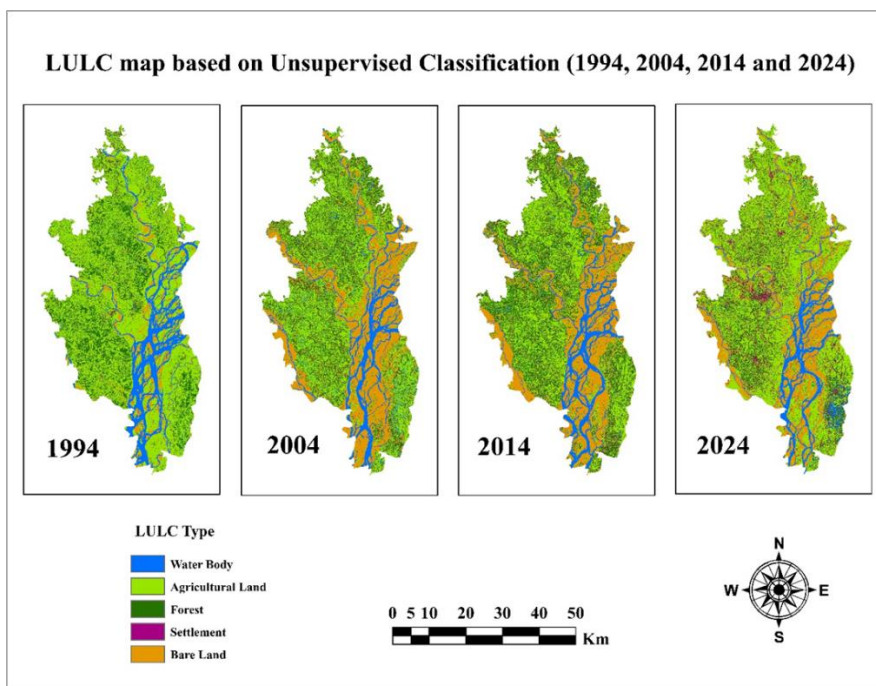 LULC map based on Unsupervised Classification (1994, 2004, 2014 and 2024)
1994
2004
2014
2024
LULC Type
Water Body
Agricultural Land
Forest
Settlement
Bare Land
0 5 10 20 30 40 50
Km
N
W E
S